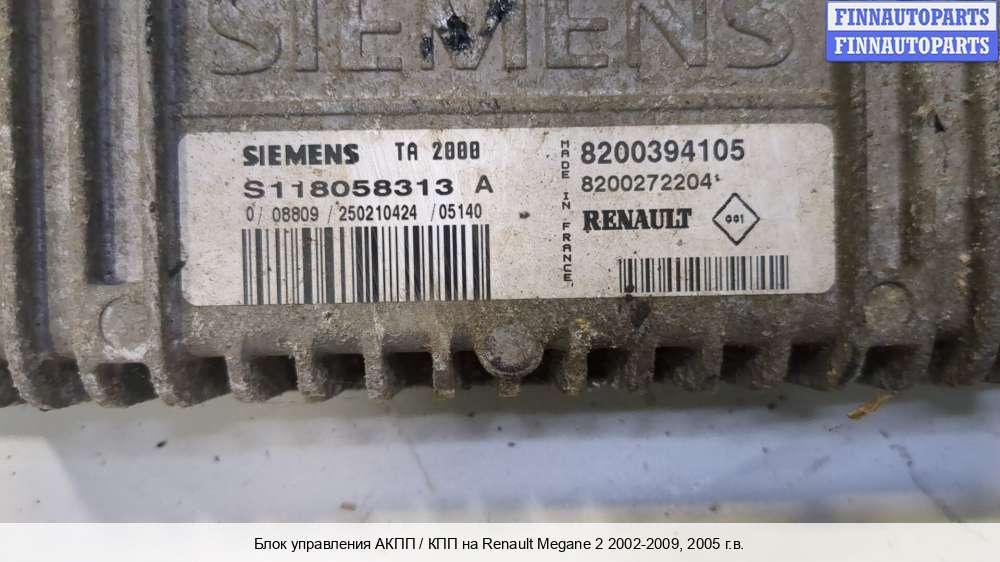 FINNAUTOPARTS
FINNAUTOPARTS
SIEMENS
SIEMENS TA 2000
S118058313 A
0/ 08809 / 250210424 / 05140
MADE IN FRANCE
8200394105
8200272204
RENAULT
Блок управления АКПП / КПП на Renault Megane 2 2002-2009, 2005 г.в.